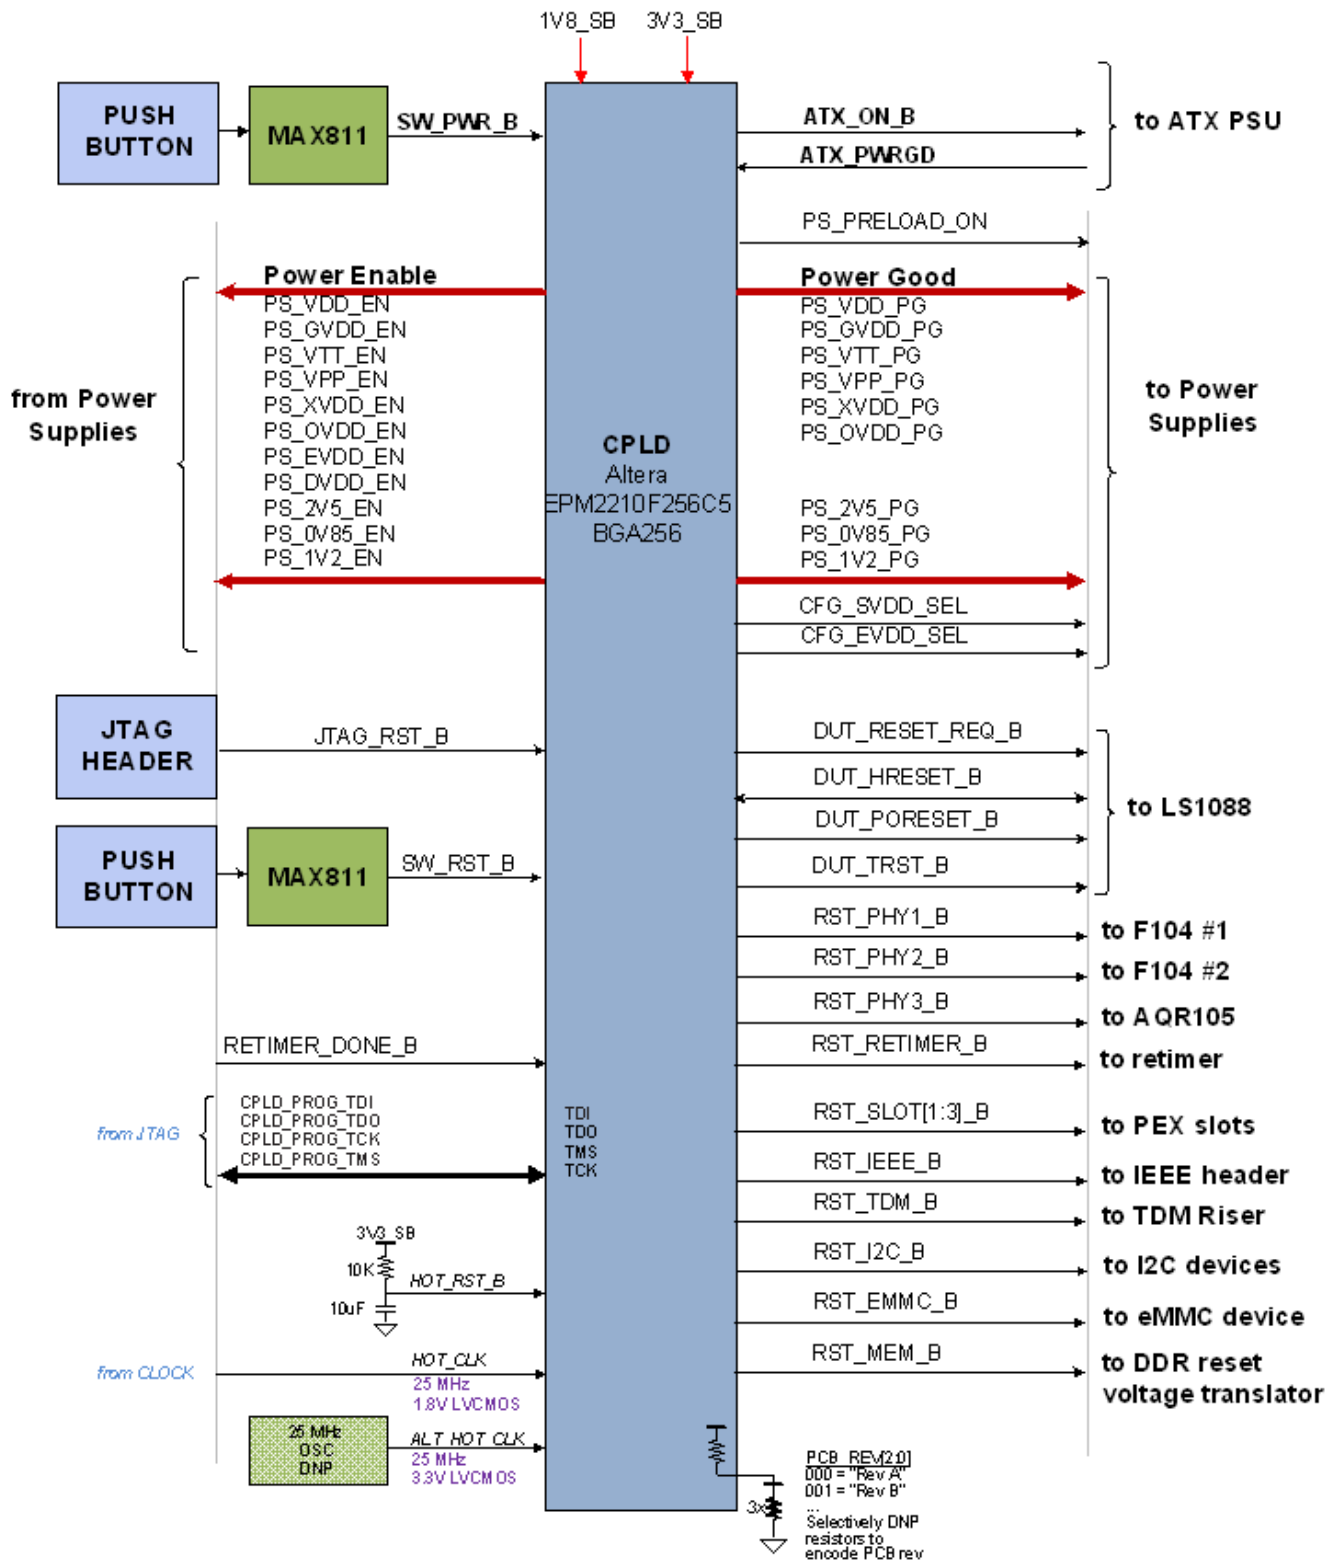 1V8_SB
3V3_SB
PUSH
BUTTON
MAX811
SW_PWR_B
ATX_ON_B
ATX_PWRGD
to ATX PSU
PS_PRELOAD_ON
Power Enable
PS_VDD_EN
PS_GVDD_EN
PS_VTT_EN
PS_VPP_EN
PS_XVDD_EN
PS_OVDD_EN
PS_EVDD_EN
PS_DVDD_EN
PS_2V5_EN
PS_0V85_EN
PS_1V2_EN
from Power
Supplies
CPLD
Altera
EPM2210F256C5
BGA256
Power Good
PS_VDD_PG
PS_GVDD_PG
PS_VTT_PG
PS_VPP_PG
PS_XVDD_PG
PS_OVDD_PG
PS_2V5_PG
PS_0V85_PG
PS_1V2_PG
to Power
Supplies
CFG_SVDD_SEL
CFG_EVDD_SEL
JTAG
HEADER
JTAG_RST_B
DUT_RESET_REQ_B
DUT_HRESET_B
DUT_PORESET_B
DUT_TRST_B
to LS1088
PUSH
BUTTON
MAX811
SW_RST_B
RST_PHY1_B
to F104 #1
RST_PHY2_B
to F104 #2
RST_PHY3_B
to AQR105
RETIMER_DONE_B
RST_RETIMER_B
to retimer
from JTAG
CPLD_PROG_TDI
CPLD_PROG_TDO
CPLD_PROG_TCK
CPLD_PROG_TMS
TDI
TDO
TMS
TCK
RST_SLOT[1:3]_B
to PEX slots
RST_IEEE_B
to IEEE header
RST_TDM_B
to TDM Riser
3V3_SB
10K
10uF
HOT_RST_B
RST_I2C_B
to I2C devices
RST_EMMC_B
to eMMC device
from CLOCK
HOT_CLK
25 MHz
1.8V LVCMOS
RST_MEM_B
to DDR reset
voltage translator
25 MHz
OSC
DNP
ALT_HOT_CLK
25 MHz
3.3V LVCMOS
3x
PCB_REV[2:0]
000 = "Rev A"
001 = "Rev B"
...
Selectively DNP
resistors to
encode PCB rev